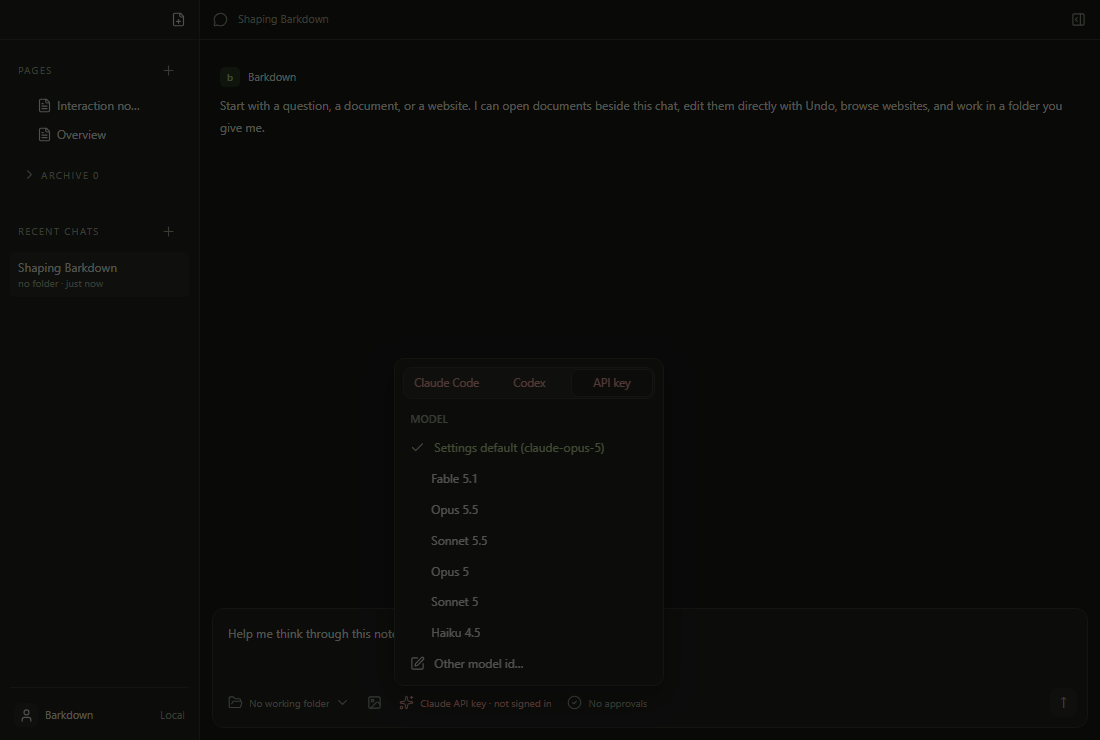 Shaping Barkdown
PAGES
Interaction no...
Overview
ARCHIVE 0
RECENT CHATS
Shaping Barkdown
no folder · just now
Barkdown
Local
b
Barkdown
Start with a question, a document, or a website. I can open documents beside this chat, edit them directly with Undo, browse websites, and work in a folder you
give me.
Claude Code
Codex
API key
MODEL
Settings default (claude-opus-5)
Fable 5.1
Opus 5.5
Sonnet 5.5
Opus 5
Sonnet 5
Haiku 4.5
Other model id...
Help me think through this note
No working folder
Claude API key · not signed in
No approvals